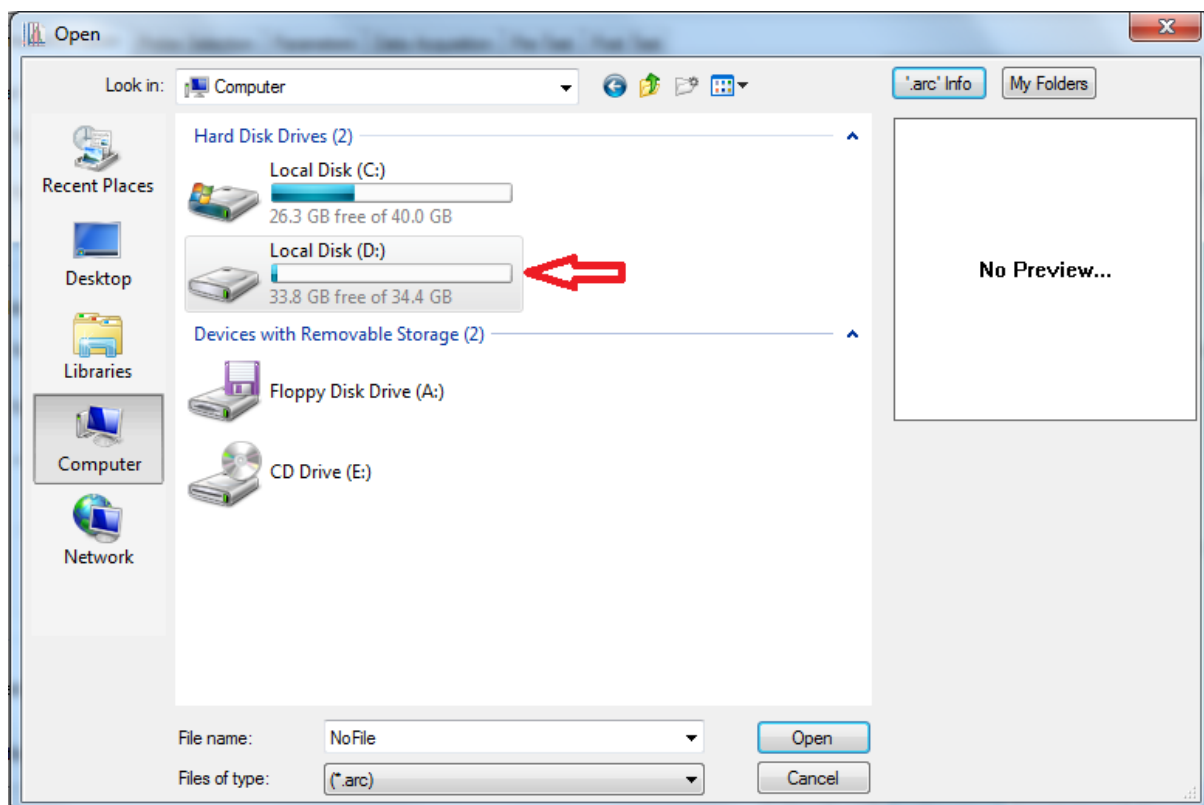 Open
Look in:
Computer
'.arc' Info
My Folders
Recent Places
Desktop
Libraries
Computer
Network
Hard Disk Drives (2)
Local Disk (C:)
26.3 GB free of 40.0 GB
Local Disk (D:)
33.8 GB free of 34.4 GB
Devices with Removable Storage (2)
Floppy Disk Drive (A:)
CD Drive (E:)
No Preview...
File name:
NoFile
Open
Files of type:
(*.arc)
Cancel